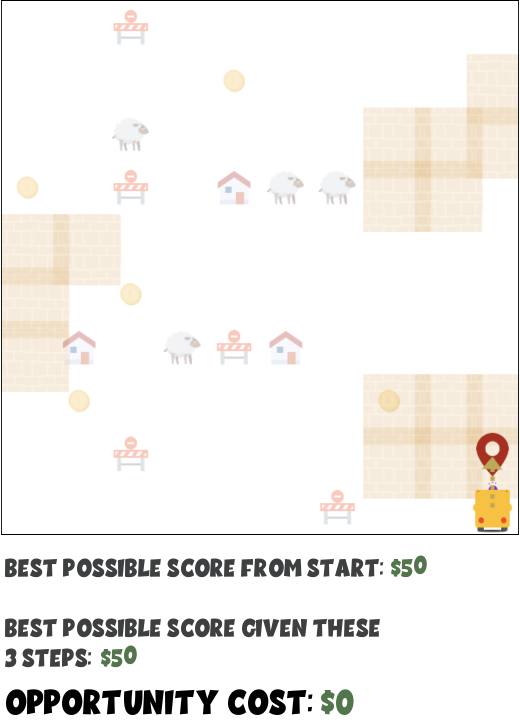 BEST POSSIBLE SCORE FROM START: $50
BEST POSSIBLE SCORE GIVEN THESE
3 STEPS: $50
OPPORTUNITY COST: $0